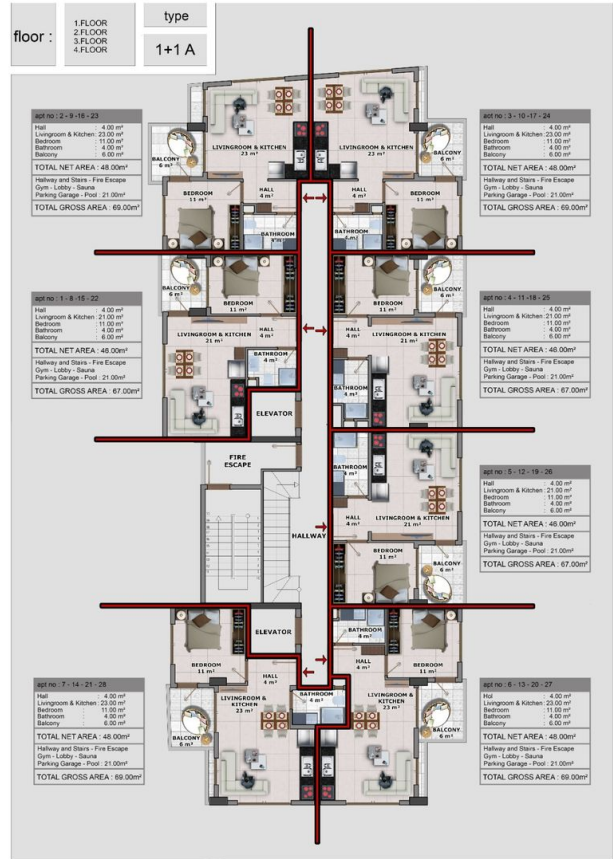 floor :
1.FLOOR
2.FLOOR
3.FLOOR
4.FLOOR
type
1+1 A
apt no : 2 - 9 -16 - 23
Hall : 4.00 m²
Livingroom & Kitchen: 23.00 m²
Bedroom : 11.00 m²
Bathroom : 4.00 m²
Balcony : 6.00 m²
TOTAL NET AREA : 48.00m²
Hallway and Stairs - Fire Escape
Gym - Lobby - Sauna
Parking Garage - Pool : 21.00m²
TOTAL GROSS AREA : 69.00m²
apt no : 3 - 10 -17 - 24
Hall : 4.00 m²
Livingroom & Kitchen : 23.00 m²
Bedroom : 11.00 m²
Bathroom : 4.00 m²
Balcony : 6.00 m²
TOTAL NET AREA : 48.00m²
Hallway and Stairs - Fire Escape
Gym - Lobby - Sauna
Parking Garage - Pool : 21.00m²
TOTAL GROSS AREA : 69.00m²
LIVINGROOM & KITCHEN
23 m²
LIVINGROOM & KITCHEN
23 m²
BALCONY
6 m²
BALCONY
6 m²
BEDROOM
11 m²
HALL
4 m²
HALL
4 m²
BEDROOM
11 m²
BATHROOM
BATHROOM
apt no : 1 - 8 -15 - 22
Hall : 4.00 m²
Livingroom & Kitchen : 21.00 m²
Bedroom : 11.00 m²
Bathroom : 4.00 m²
Balcony : 6.00 m²
TOTAL NET AREA : 46.00m²
Hallway and Stairs - Fire Escape
Gym - Lobby - Sauna
Parking Garage - Pool : 21.00m²
TOTAL GROSS AREA : 67.00m²
apt no : 4 - 11 -18 - 25
Hall : 4.00 m²
Livingroom & Kitchen : 21.00 m²
Bedroom : 11.00 m²
Bathroom : 4.00 m²
Balcony : 6.00 m²
TOTAL NET AREA : 46.00m²
Hallway and Stairs - Fire Escape
Gym - Lobby - Sauna
Parking Garage - Pool : 21.00m²
TOTAL GROSS AREA : 67.00m²
BALCONY
6 m²
BEDROOM
11 m²
BEDROOM
11 m²
BALCONY
6 m²
LIVINGROOM & KITCHEN
21 m²
HALL
4 m²
HALL
4 m²
LIVINGROOM & KITCHEN
21 m²
BATHROOM
4 m²
BATHROOM
4 m²
ELEVATOR
FIRE
ESCAPE
HALLWAY
apt no : 5 - 12 - 19 - 26
Hall : 4.00 m²
Livingroom & Kitchen : 21.00 m²
Bedroom : 11.00 m²
Bathroom : 4.00 m²
Balcony : 6.00 m²
TOTAL NET AREA : 46.00m²
Hallway and Stairs - Fire Escape
Gym - Lobby - Sauna
Parking Garage - Pool : 21.00m²
TOTAL GROSS AREA : 67.00m²
BATHROOM
4 m²
HALL
4 m²
LIVINGROOM & KITCHEN
21 m²
BEDROOM
11 m²
BALCONY
6 m²
ELEVATOR
BATHROOM
4 m²
BEDROOM
11 m²
HALL
4 m²
HALL
4 m²
BEDROOM
11 m²
apt no : 7 - 14 - 21 - 28
Hall : 4.00 m²
Livingroom & Kitchen : 23.00 m²
Bedroom : 11.00 m²
Bathroom : 4.00 m²
Balcony : 6.00 m²
TOTAL NET AREA : 48.00m²
Hallway and Stairs - Fire Escape
Gym - Lobby - Sauna
Parking Garage - Pool : 21.00m²
TOTAL GROSS AREA : 69.00m²
apt no : 6 - 13 - 20 - 27
Hol : 4.00 m²
Livingroom & Kitchen : 23.00 m²
Bedroom : 11.00 m²
Bathroom : 4.00 m²
Balcony : 6.00 m²
TOTAL NET AREA : 48.00m²
Hallway and Stairs - Fire Escape
Gym - Lobby - Sauna
Parking Garage - Pool : 21.00m²
TOTAL GROSS AREA : 69.00m²
LIVINGROOM &
KITCHEN
23 m²
BATHROOM
4 m²
LIVINGROOM &
KITCHEN
23 m²
BALCONY
6 m²
BALCONY
6 m²